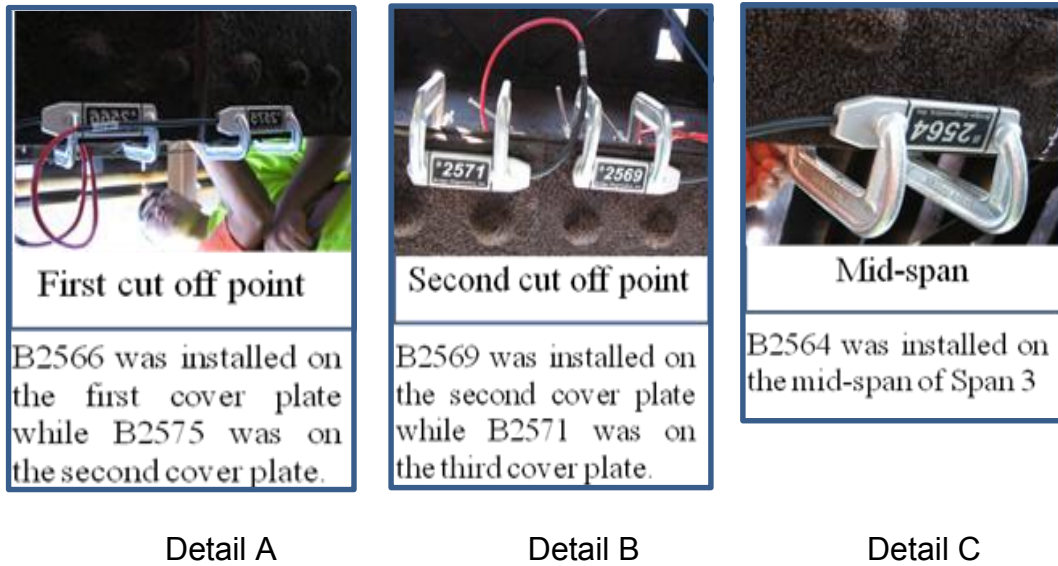 #2566
#2575
First cut off point
B2566 was installed on
the first cover plate
while B2575 was on
the second cover plate.
Detail A
#2571
#2569
Second cut off point
B2569 was installed on
the second cover plate
while B2571 was on
the third cover plate.
Detail B
#2564
Mid-span
B2564 was installed on
the mid-span of Span 3
Detail C